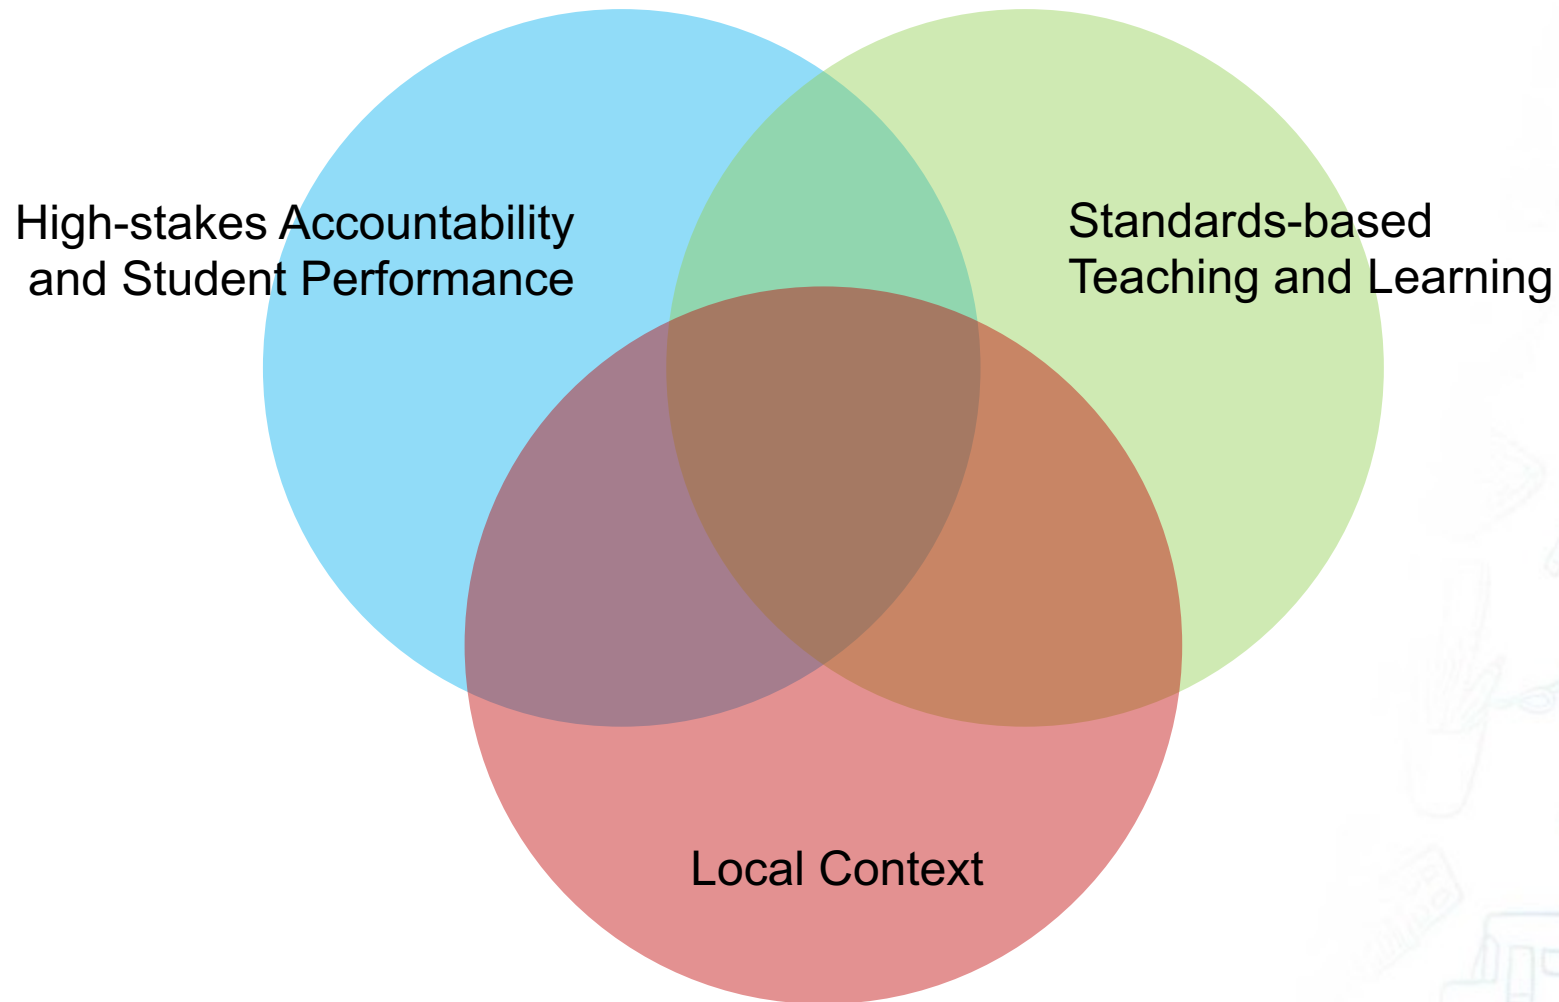 High-stakes Accountability
and Student Performance
Standards-based
Teaching and Learning
Local Context